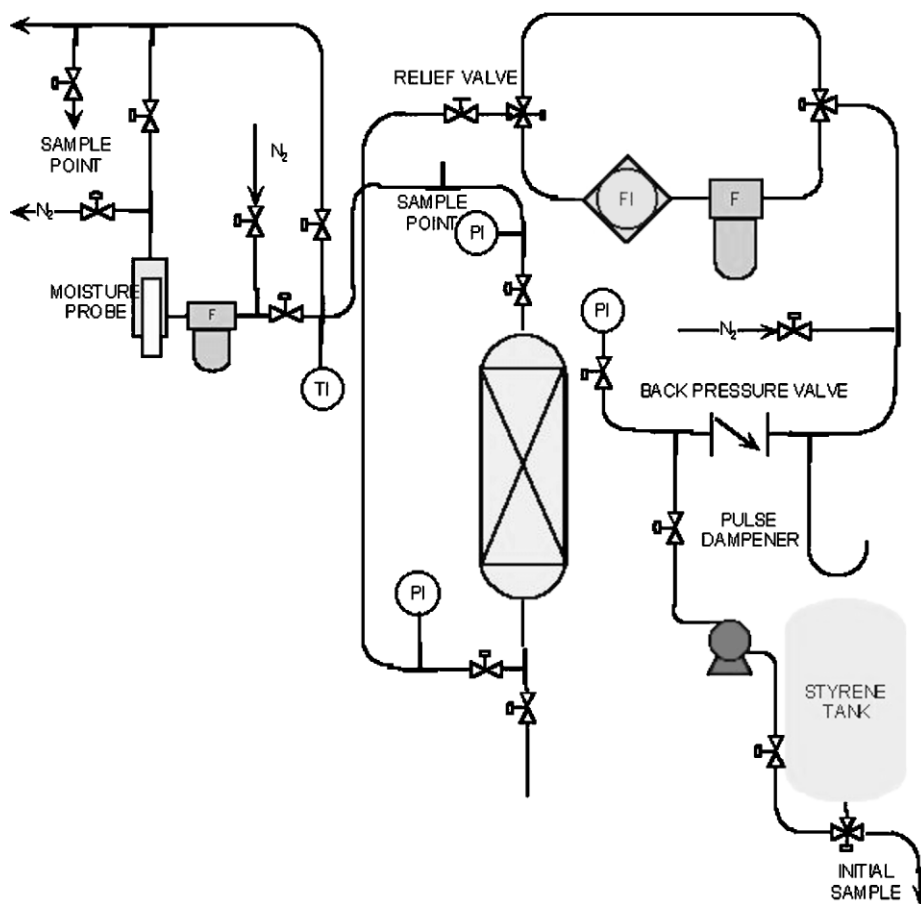 RELIEF VALVE
SAMPLE
POINT
N2
N2
SAMPLE
POINT
FI
F
PI
MOISTURE
PROBE
F
PI
N2
TI
BACK PRESSURE VALVE
PULSE
DAMPENER
PI
STYRENE
TANK
INITIAL
SAMPLE